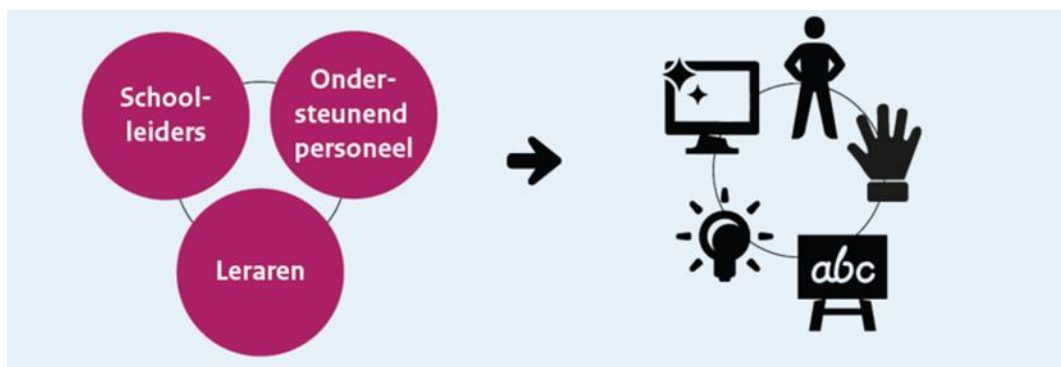 School-
leiders
Onder-
steunend
personeel
Leraren
abc